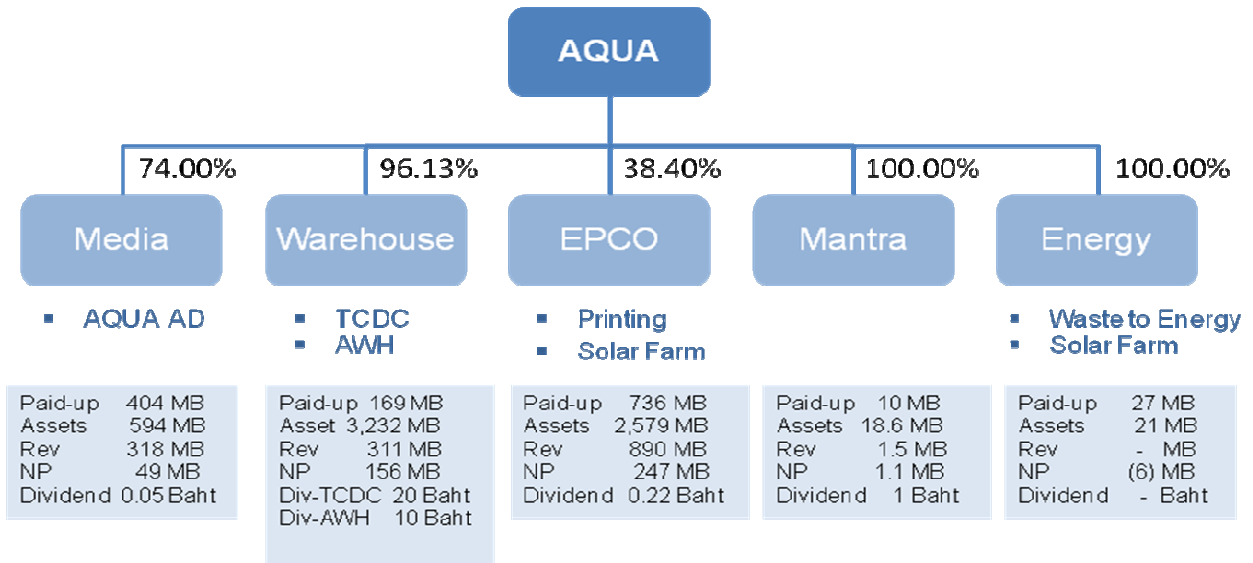 AQUA
74.00%
96.13%
38.40%
100.00%
100.00%
Media
Warehouse
EPCO
Mantra
Energy
▪ AQUA AD
▪ TCDC
▪ AWH
▪ Printing
▪ Solar Farm
▪ Waste to Energy
▪ Solar Farm
Paid-up 404 MB
Assets 594 MB
Rev 318 MB
NP 49 MB
Dividend 0.05 Baht
Paid-up 169 MB
Asset 3,232 MB
Rev 311 MB
NP 156 MB
Div-TCDC 20 Baht
Div-AWH 10 Baht
Paid-up 736 MB
Assets 2,579 MB
Rev 890 MB
NP 247 MB
Dividend 0.22 Baht
Paid-up 10 MB
Assets 18.6 MB
Rev 1.5 MB
NP 1.1 MB
Dividend 1 Baht
Paid-up 27 MB
Assets 21 MB
Rev - MB
NP (6) MB
Dividend - Baht